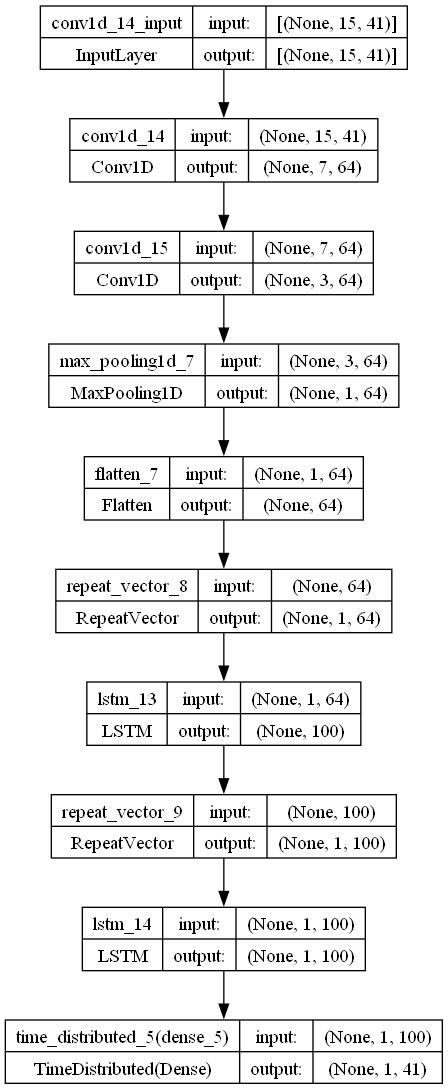 conv1d_14_input input: [(None, 15, 41)]
InputLayer output: [(None, 15, 41)]
conv1d_14 input: (None, 15, 41)
Conv1D output: (None, 7, 64)
conv1d_15 input: (None, 7, 64)
Conv1D output: (None, 3, 64)
max_pooling1d_7 input: (None, 3, 64)
MaxPooling1D output: (None, 1, 64)
flatten_7 input: (None, 1, 64)
Flatten output: (None, 64)
repeat_vector_8 input: (None, 64)
RepeatVector output: (None, 1, 64)
lstm_13 input: (None, 1, 64)
LSTM output: (None, 100)
repeat_vector_9 input: (None, 100)
RepeatVector output: (None, 1, 100)
lstm_14 input: (None, 1, 100)
LSTM output: (None, 1, 100)
time_distributed_5(dense_5) input: (None, 1, 100)
TimeDistributed(Dense) output: (None, 1, 41)